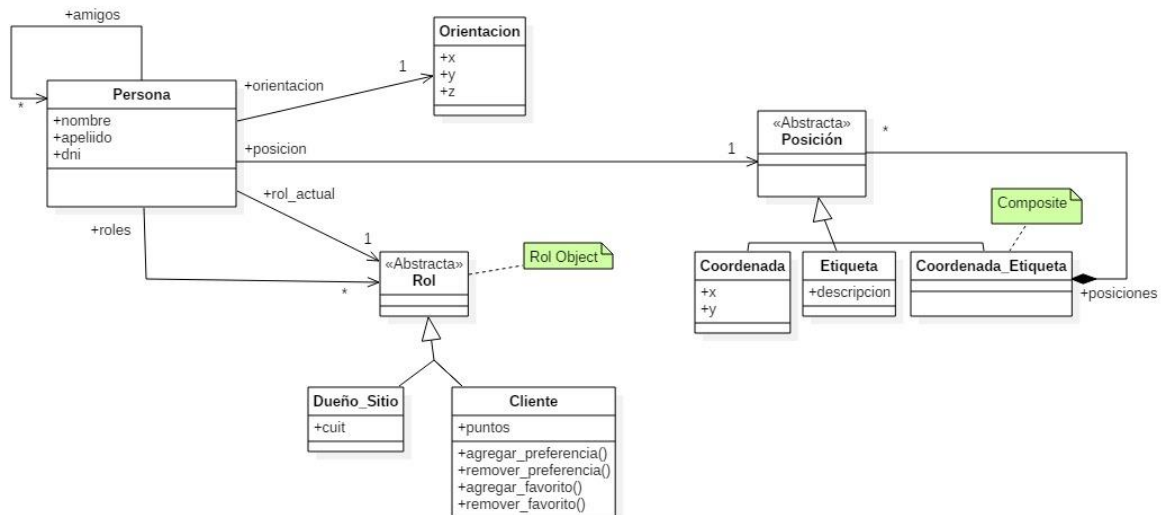 +amigos
*
Persona
+nombre
+apeliido
+dni
+orientacion
1
Orientacion
+x
+y
+z
+posicion
1
«Abstracta»
Posición
*
+posiciones
Composite
Coordenada
+x
+y
Etiqueta
+descripcion
Coordenada_Etiqueta
+rol_actual
1
+roles
*
«Abstracta»
Rol
Rol Object
Dueño_Sitio
+cuit
Cliente
+puntos
+agregar_preferencia()
+remover_preferencia()
+agregar_favorito()
+remover_favorito()